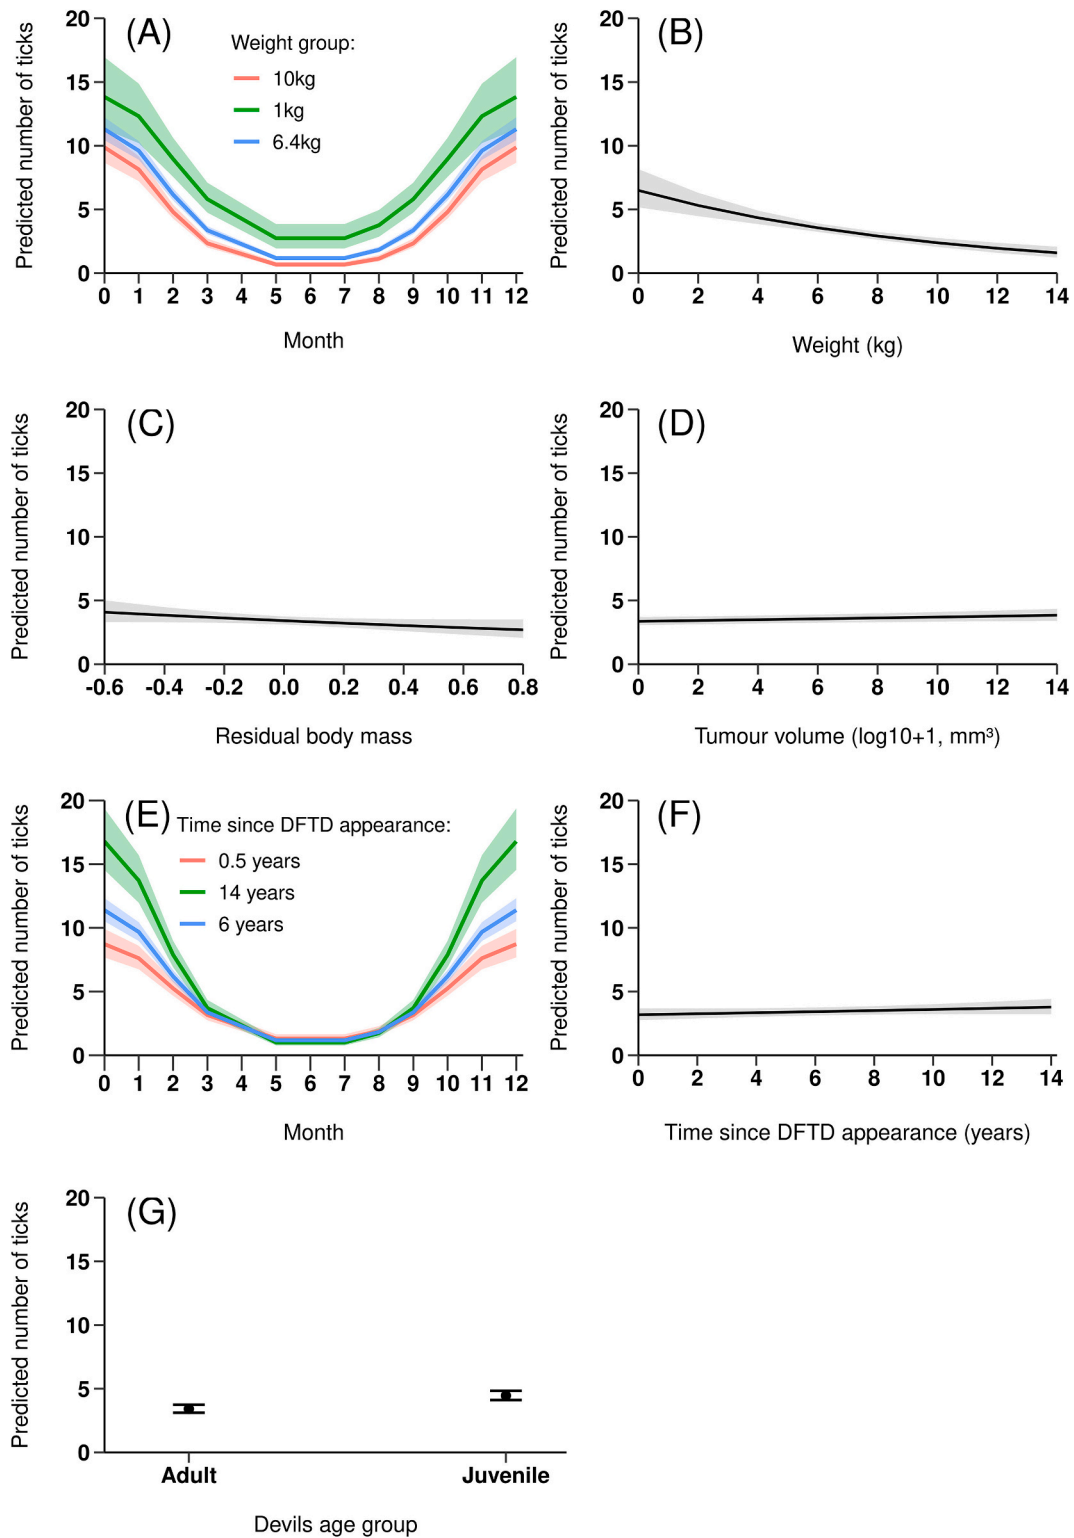 (A)
Predicted number of ticks
20
15
10
5
0
Weight group:
10kg
1kg
6.4kg
0 1 2 3 4 5 6 7 8 9 10 11 12
Month
(B)
Predicted number of ticks
20
15
10
5
0
0 2 4 6 8 10 12 14
Weight (kg)
(C)
Predicted number of ticks
20
15
10
5
0
-0.6 -0.4 -0.2 0.0 0.2 0.4 0.6 0.8
Residual body mass
(D)
Predicted number of ticks
20
15
10
5
0
0 2 4 6 8 10 12 14
Tumour volume (log10+1, mm³)
(E)
Predicted number of ticks
20
15
10
5
0
Time since DFTD appearance:
0.5 years
14 years
6 years
0 1 2 3 4 5 6 7 8 9 10 11 12
Month
(F)
Predicted number of ticks
20
15
10
5
0
0 2 4 6 8 10 12 14
Time since DFTD appearance (years)
(G)
Predicted number of ticks
20
15
10
5
0
Adult Juvenile
Devils age group